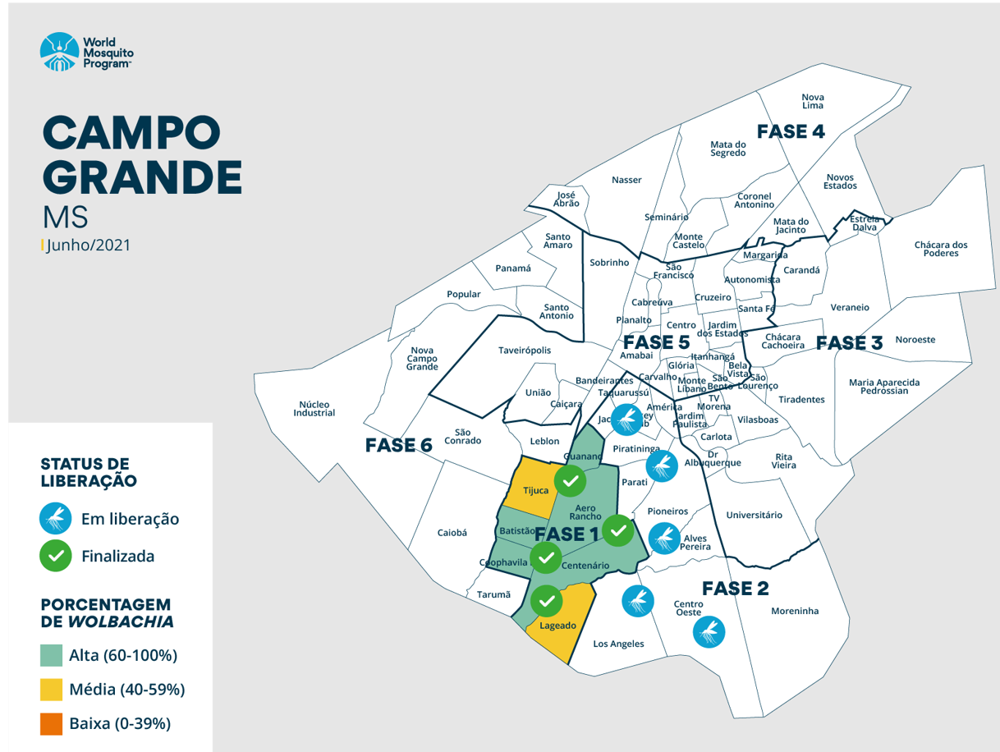 World
Mosquito
Program™
CAMPO
GRANDE
MS
Junho/2021
STATUS DE
LIBERAÇÃO
Em liberação
Finalizada
PORCENTAGEM
DE WOLBACHIA
Alta (60-100%)
Média (40-59%)
Baixa (0-39%)
Nova
Lima
FASE 4
Mata do
Segredo
Nasser
Novos
Estados
José
Abrão
Coronel
Antonino
Seminário
Mata do
Jacinto
Estrela
Dalva
Santo
Amaro
Monte
Castelo
Chácara dos
Poderes
Margarida
Sobrinho
São
Francisco
Panamá
Carandá
Autonomista
Popular
Cabreúva
Cruzeiro
Santo
Antonio
Santa Fé
Veraneio
Planalto
Centro
Jardim
dos Estados
FASE 5
Chácara
Cachoeira
FASE 3
Noroeste
Nova
Campo
Grande
Taveirópolis
Amabai
Itanhangá
Glória
Bela
Vista
Bandeirantes
Carvalho
Monte
Líbano
São
Bento
São
Lourenço
Maria Aparecida
Pedrossian
União
Taquarussú
Caiçara
TV
Morena
Tiradentes
Núcleo
Industrial
América
Jardim
Paulista
Vilasboas
Jac
ey
b
São
Conrado
Leblon
Carlota
FASE 6
Piratininga
Guanand
Dr
Albuquerque
Rita
Vieira
Parati
Tijuca
Aero
Rancho
Pioneiros
Universitário
Caiobá
Batistão
FASE 1
Alves
Pereira
Coophavila
Centenário
Tarumã
FASE 2
Centro
Oeste
Moreninha
Lageado
Los Angeles